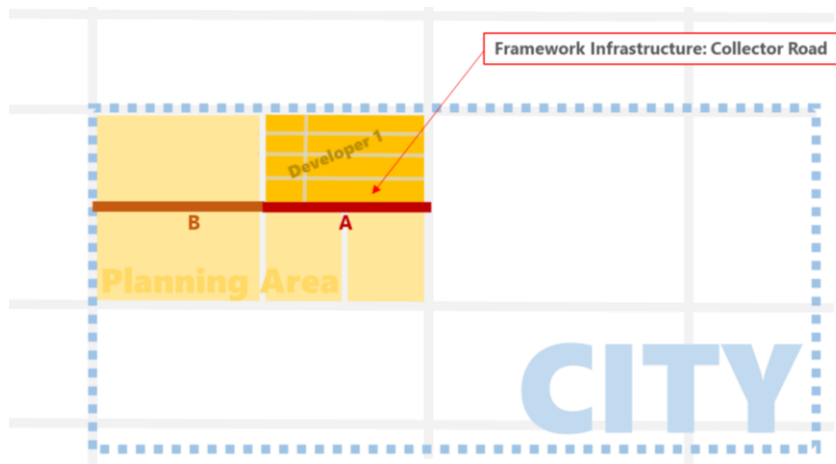 Framework Infrastructure: Collector Road
Developer 1
B
A
Planning Area
CITY